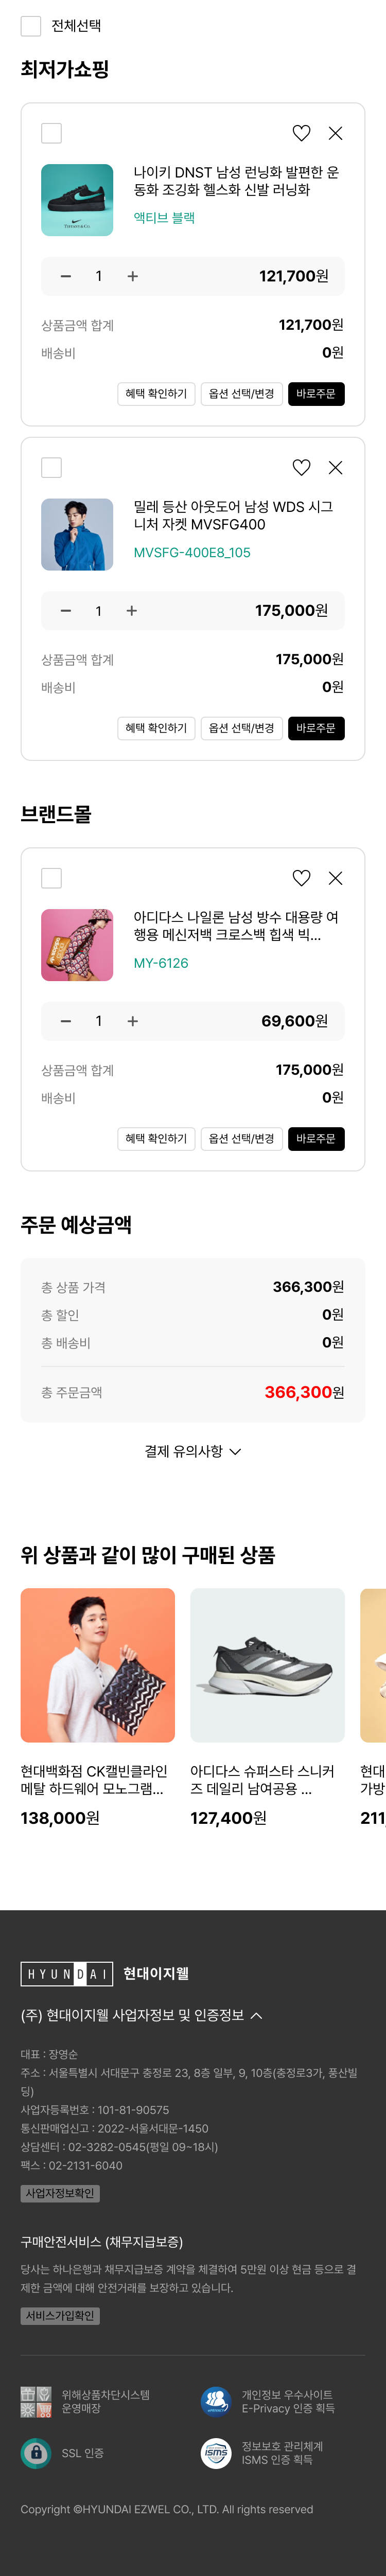 전체선택
최저가쇼핑
나이키 DNST 남성 런닝화 발편한 운
동화 조깅화 헬스화 신발 러닝화
액티브 블랙
1
121,700원
상품금액 합계
121,700원
배송비
0원
혜택 확인하기
옵션 선택/변경
바로주문
밀레 등산 아웃도어 남성 WDS 시그
니처 자켓 MVSFG400
MVSFG-400E8_105
1
175,000원
상품금액 합계
175,000원
배송비
0원
혜택 확인하기
옵션 선택/변경
바로주문
브랜드몰
아디다스 나일론 남성 방수 대용량 여
행용 메신저백 크로스백 힙색 빅...
MY-6126
1
69,600원
상품금액 합계
175,000원
배송비
0원
혜택 확인하기
옵션 선택/변경
바로주문
주문 예상금액
총 상품 가격
366,300원
총 할인
0원
총 배송비
0원
총 주문금액
366,300원
결제 유의사항
위 상품과 같이 많이 구매된 상품
현대백화점 CK캘빈클라인
메탈 하드웨어 모노그램...
138,000원
아디다스 슈퍼스타 스니커
즈 데일리 남여공용 ...
127,400원
현대
가방
211,
HYUNDAI 현대이지웰
(주) 현대이지웰 사업자정보 및 인증정보
대표 : 장영순
주소 : 서울특별시 서대문구 충정로 23, 8층 일부, 9, 10층(충정로3가, 풍산빌
딩)
사업자등록번호 : 101-81-90575
통신판매업신고 : 2022-서울서대문-1450
상담센터 : 02-3282-0545(평일 09~18시)
팩스 : 02-2131-6040
사업자정보확인
구매안전서비스 (채무지급보증)
당사는 하나은행과 채무지급보증 계약을 체결하여 5만원 이상 현금 등으로 결
제한 금액에 대해 안전거래를 보장하고 있습니다.
서비스가입확인
위해상품차단시스템
운영매장
개인정보 우수사이트
E-Privacy 인증 획득
SSL 인증
ISMS
정보보호 관리체계
ISMS 인증 획득
Copyright ©HYUNDAI EZWEL CO., LTD. All rights reserved